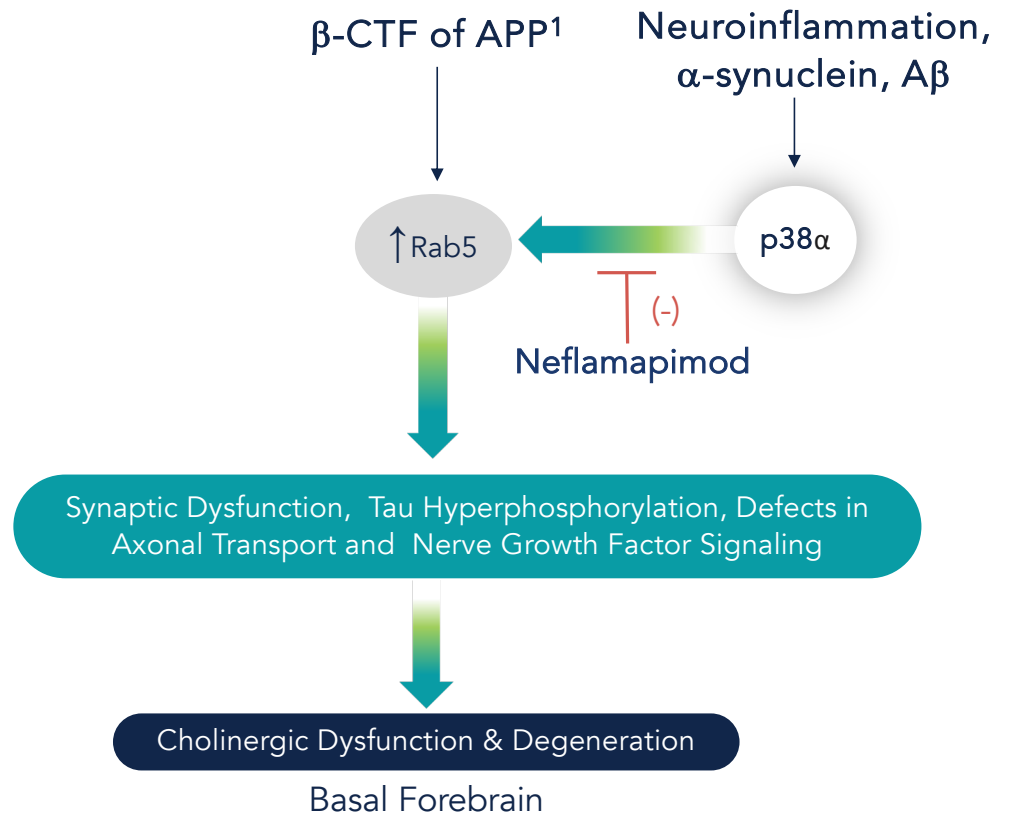 β-CTF of APP¹
Neuroinflammation,
α-synuclein, Aβ
↑Rab5
p38α
(-)
Neflamapimod
Synaptic Dysfunction,  Tau Hyperphosphorylation, Defects in
Axonal Transport and  Nerve Growth Factor Signaling
Cholinergic Dysfunction & Degeneration
Basal Forebrain